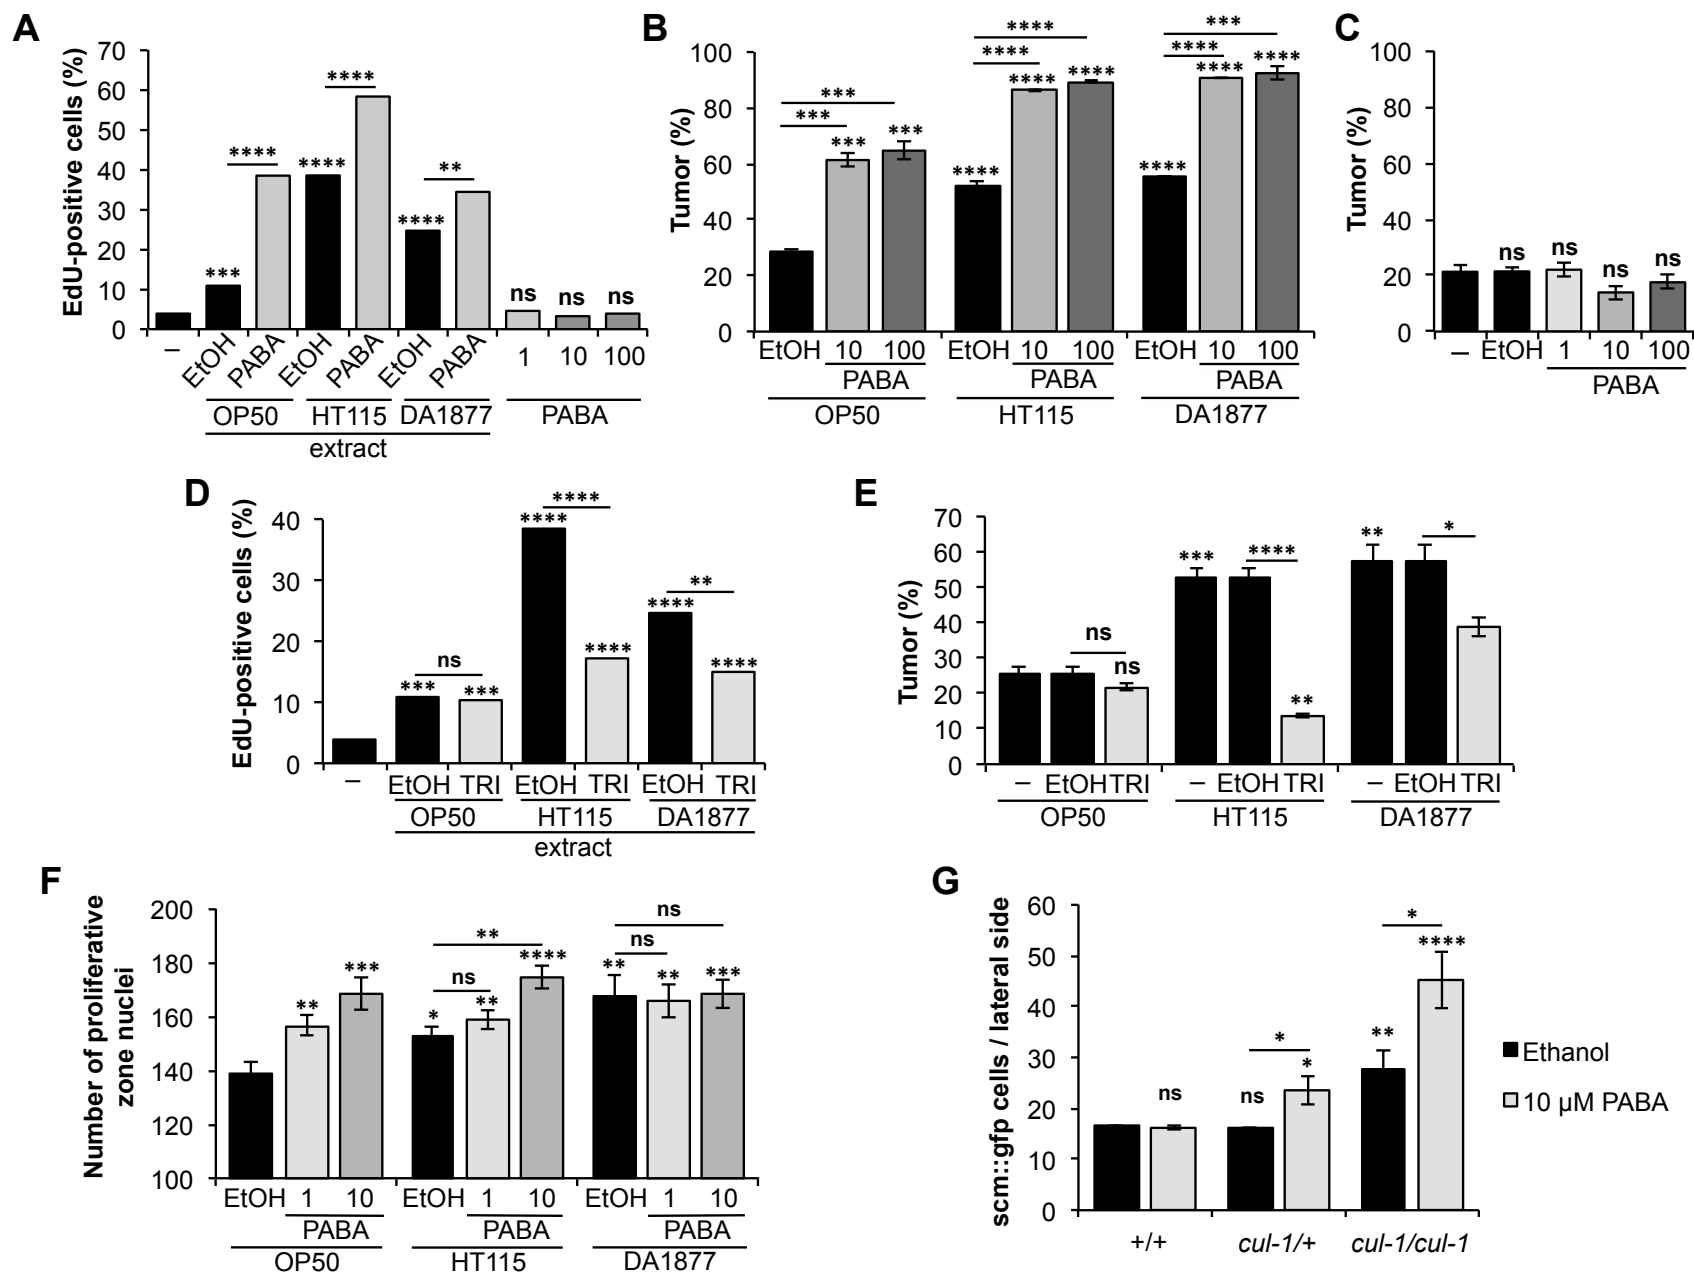 A
EdU-positive cells (%)
70
60
50
40
30
20
10
0
***
****
****
****
****
**
ns ns ns
– EtOH PABA EtOH PABA EtOH PABA 1 10 100
OP50 HT115 DA1877 PABA
extract
B
Tumor (%)
100
80
60
40
20
0
*** *** *** ***
**** **** **** **** ****
*** **** **** **** ****
EtOH 10 100 EtOH 10 100 EtOH 10 100
PABA PABA PABA
OP50 HT115 DA1877
C
Tumor (%)
100
80
60
40
20
0
ns ns ns ns
– EtOH 1 10 100
PABA
D
EdU-positive cells (%)
40
30
20
10
0
ns
*** ***
****
**** ****
**
**** ****
– EtOH TRI EtOH TRI EtOH TRI
OP50 HT115 DA1877
extract
E
Tumor (%)
70
60
50
40
30
20
10
0
ns
ns
*** **** **
** *
– EtOH TRI – EtOH TRI – EtOH TRI
OP50 HT115 DA1877
F
Number of proliferative
zone nuclei
200
180
160
140
120
100
** ***
**
ns
* ** ****
ns
ns
** ** ***
EtOH 1 10 EtOH 1 10 EtOH 1 10
PABA PABA PABA
OP50 HT115 DA1877
G
scm::gfp cells / lateral side
60
50
40
30
20
10
0
ns
*
ns *
*
** ****
+/+ cul-1/+ cul-1/cul-1
Ethanol
10 µM PABA